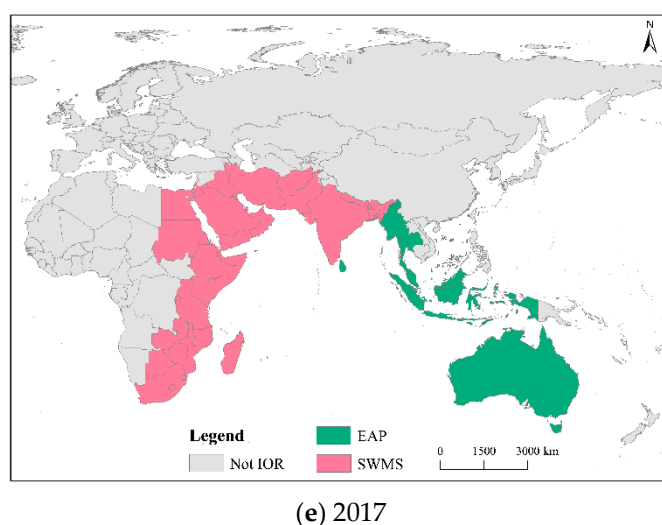 N
Legend
EAP
Not IOR
SWMS
0 1500 3000 km
(e) 2017